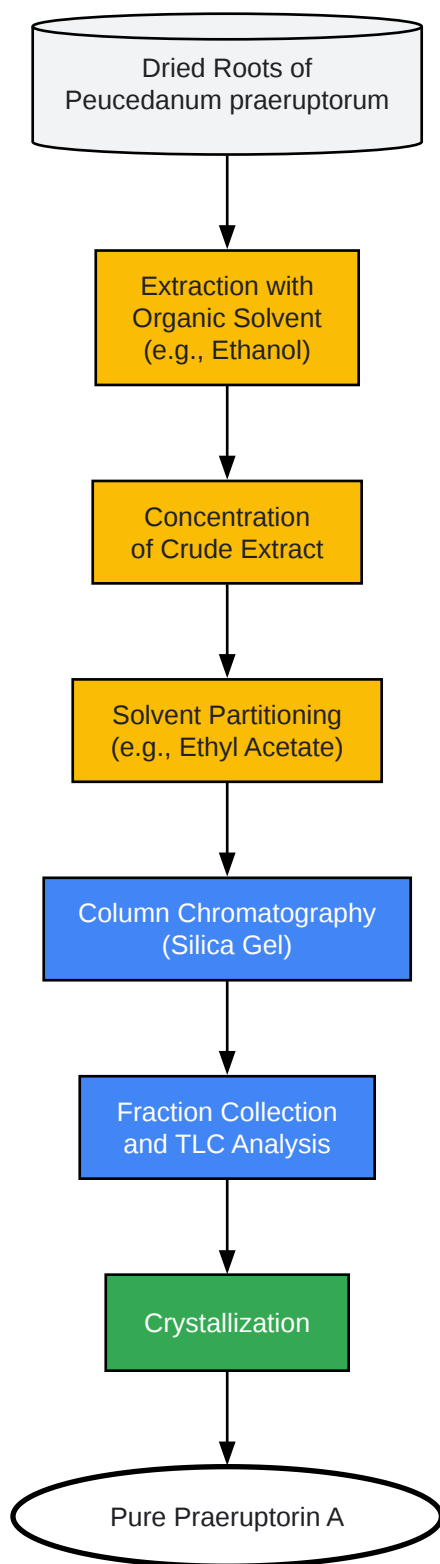 Dried Roots of
Peucedanum praeruptorum
Extraction with
Organic Solvent
(e.g., Ethanol)
Concentration
of Crude Extract
Solvent Partitioning
(e.g., Ethyl Acetate)
Column Chromatography
(Silica Gel)
Fraction Collection
and TLC Analysis
Crystallization
Pure Praeruptorin A